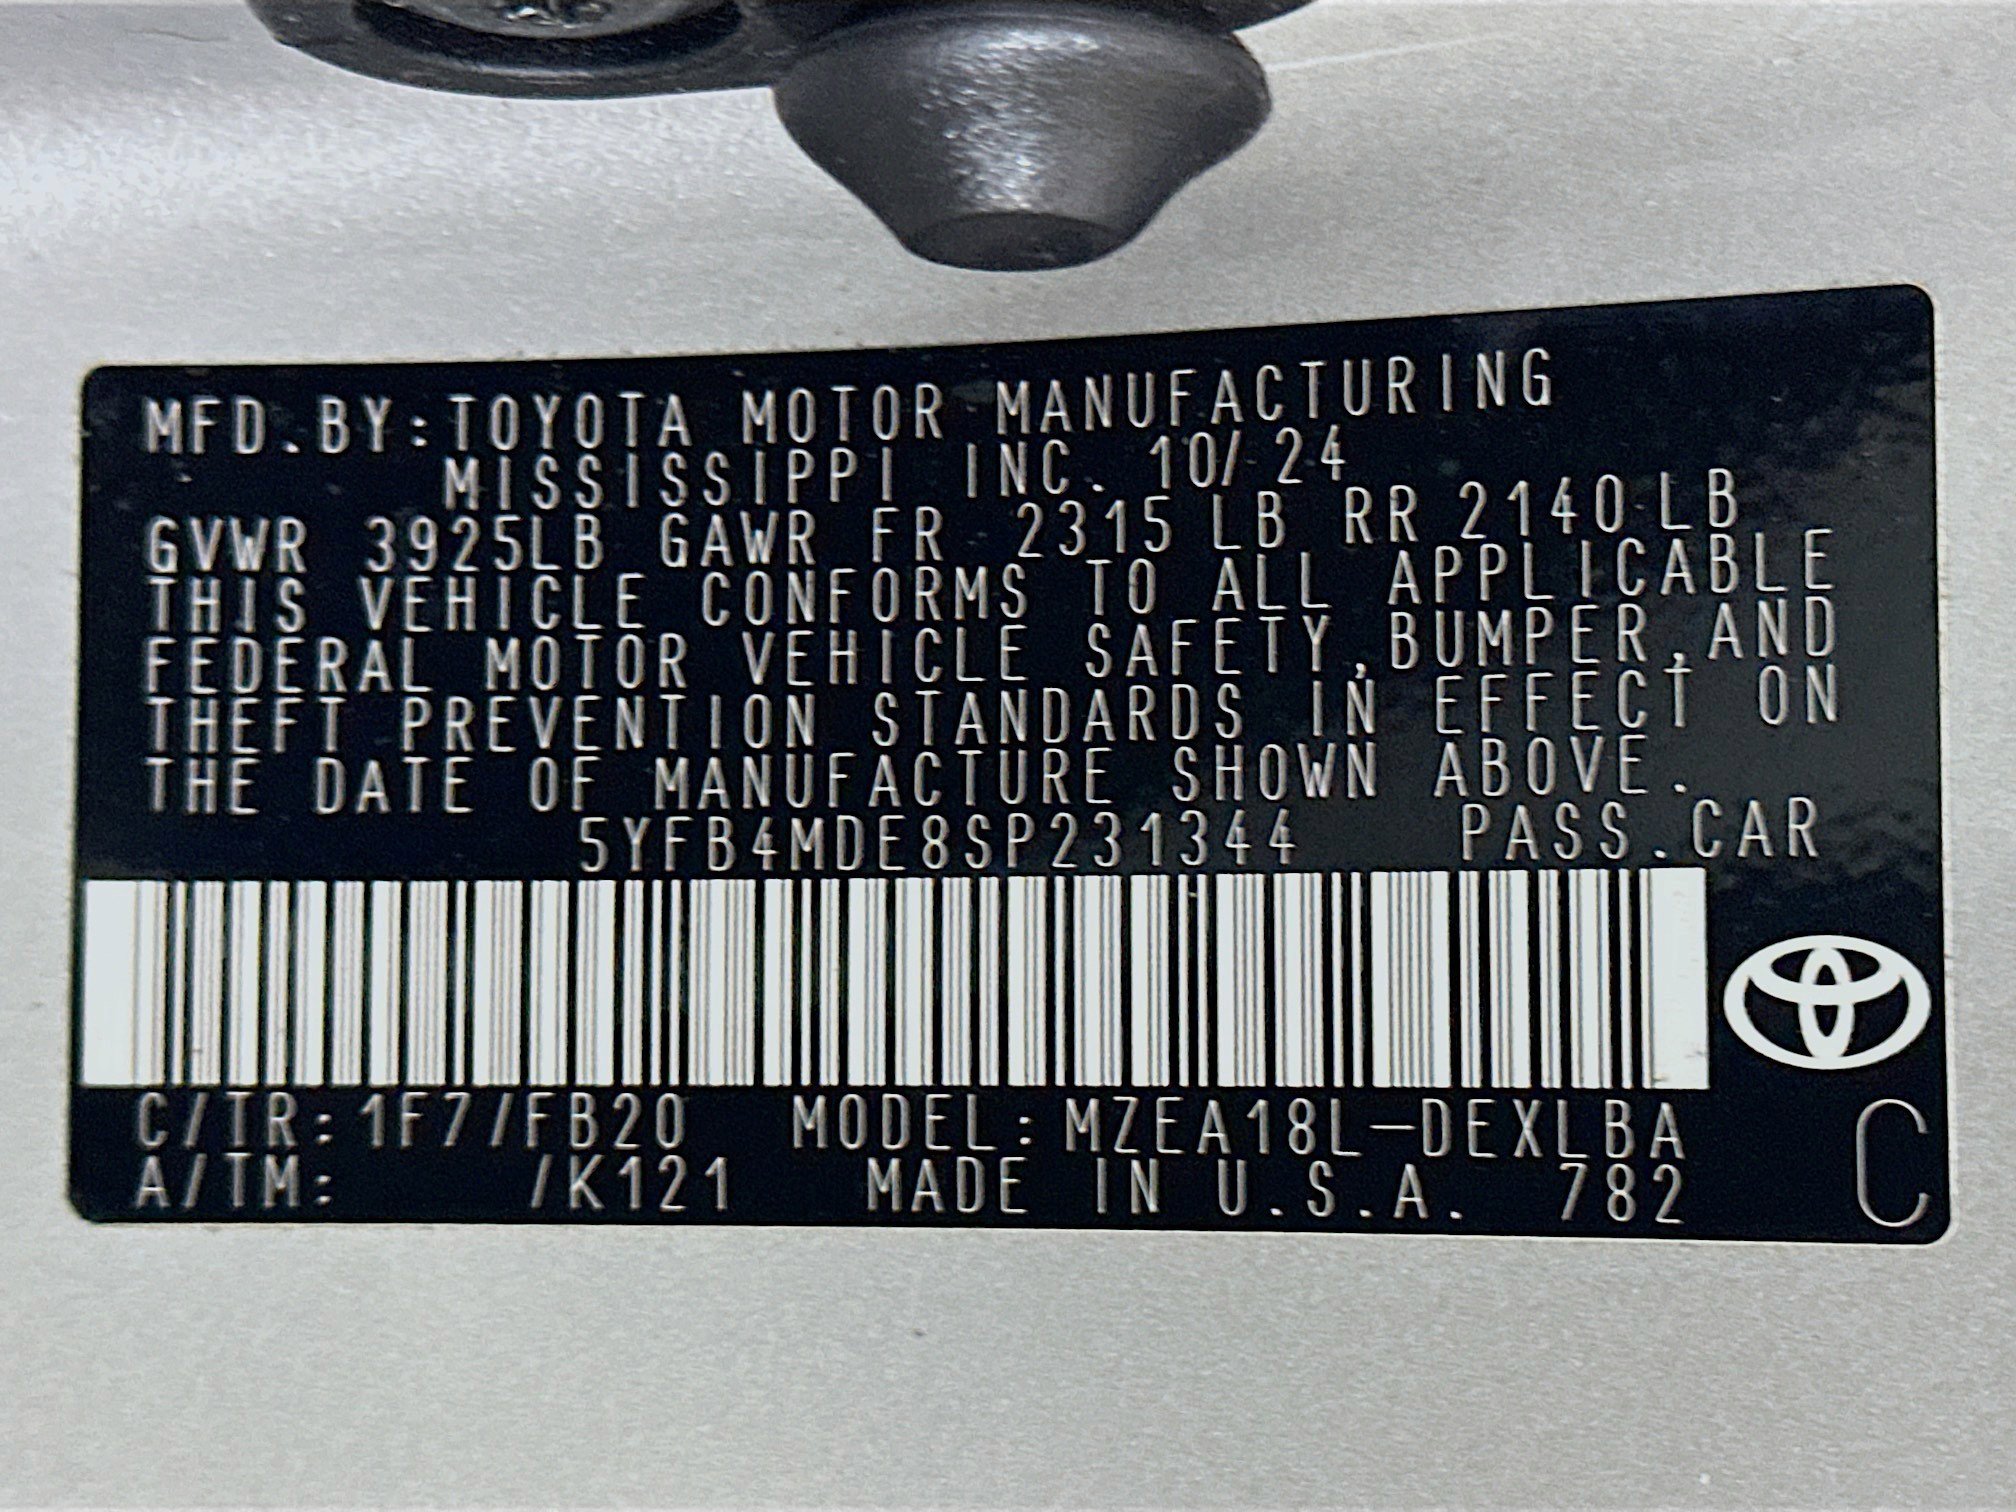 MFD.BY:TOYOTA MOTOR MANUFACTURING
MISSISSIPPI INC. 10/24
GVWR 3925LB GAWR FR 2315 LB RR 2140 LB
THIS VEHICLE CONFORMS TO ALL APPLICABLE
FEDERAL MOTOR VEHICLE SAFETY,BUMPER,AND
THEFT PREVENTION STANDARDS IN EFFECT ON
THE DATE OF MANUFACTURE SHOWN ABOVE.
5YFB4MDE8SP231344 PASS.CAR
C/TR:1F7/FB20 MODEL:MZEA18L-DEXLBA
A/TM: /K121 MADE IN U.S.A. 782
C